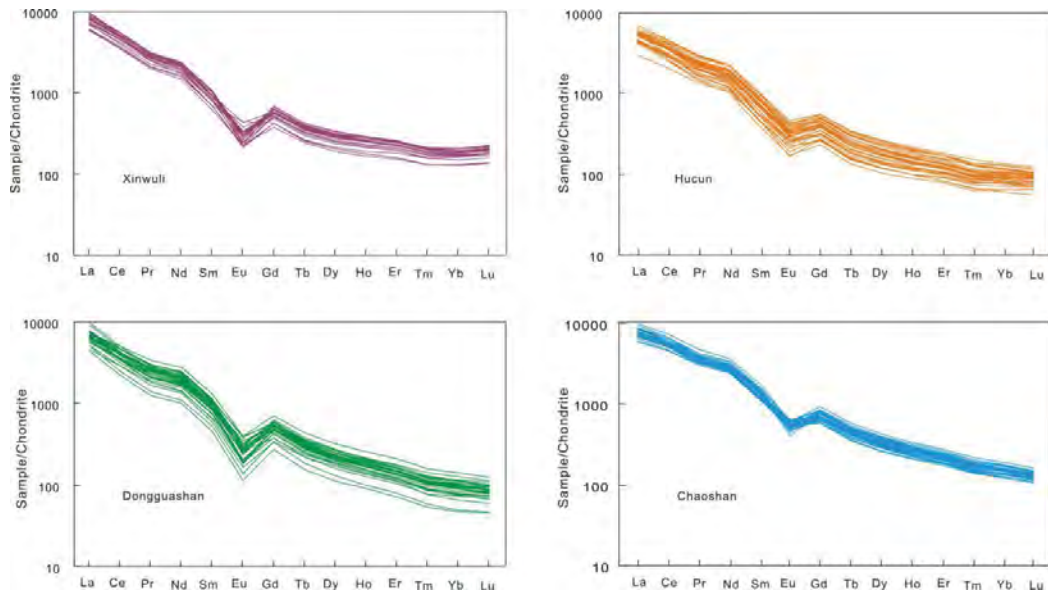 10000
1000
100
10
Sample/Chondrite
Xinwuli
La Ce Pr Nd Sm Eu Gd Tb Dy Ho Er Tm Yb Lu
10000
1000
100
10
Sample/Chondrite
Hucun
La Ce Pr Nd Sm Eu Gd Tb Dy Ho Er Tm Yb Lu
10000
1000
100
10
Sample/Chondrite
Dongguashan
La Ce Pr Nd Sm Eu Gd Tb Dy Ho Er Tm Yb Lu
10000
1000
100
10
Sample/Chondrite
Chaoshan
La Ce Pr Nd Sm Eu Gd Tb Dy Ho Er Tm Yb Lu